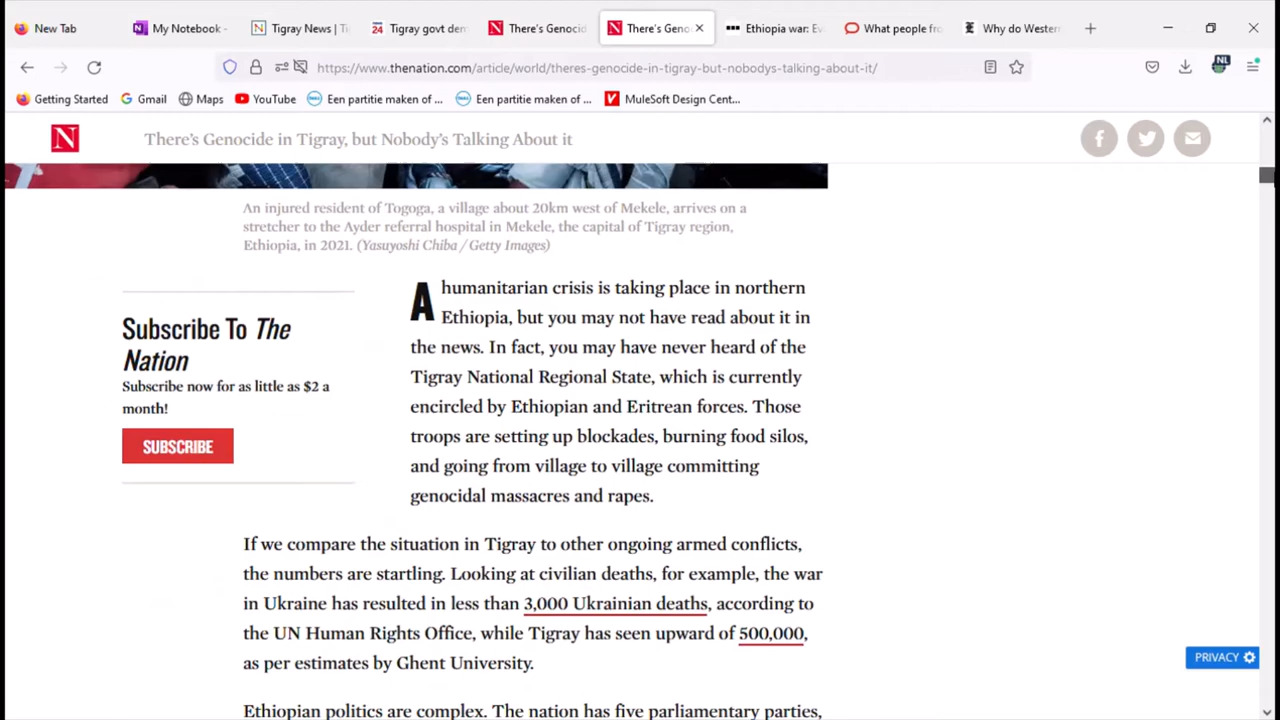 New Tab
My Notebook -
Tigray News | Ti
Tigray govt den
There's Genocid
There's Geno
Ethiopia war: Ev
What people fro
Why do Western
https://www.thenation.com/article/world/theres-genocide-in-tigray-but-nobodys-talking-about-it/
NL
Getting Started
Gmail
Maps
YouTube
Een partitie maken of ...
Een partitie maken of ...
MuleSoft Design Cent...
N
There's Genocide in Tigray, but Nobody's Talking About it
An injured resident of Togoga, a village about 20km west of Mekele, arrives on a
stretcher to the Ayder referral hospital in Mekele, the capital of Tigray region,
Ethiopia, in 2021. (Yasuyoshi Chiba / Getty Images)
Subscribe To The
Nation
Subscribe now for as little as $2 a
month!
SUBSCRIBE
A humanitarian crisis is taking place in northern
Ethiopia, but you may not have read about it in
the news. In fact, you may have never heard of the
Tigray National Regional State, which is currently
encircled by Ethiopian and Eritrean forces. Those
troops are setting up blockades, burning food silos,
and going from village to village committing
genocidal massacres and rapes.
If we compare the situation in Tigray to other ongoing armed conflicts,
the numbers are startling. Looking at civilian deaths, for example, the war
in Ukraine has resulted in less than 3,000 Ukrainian deaths, according to
the UN Human Rights Office, while Tigray has seen upward of 500,000,
as per estimates by Ghent University.
PRIVACY
Ethiopian politics are complex. The nation has five parliamentary parties,